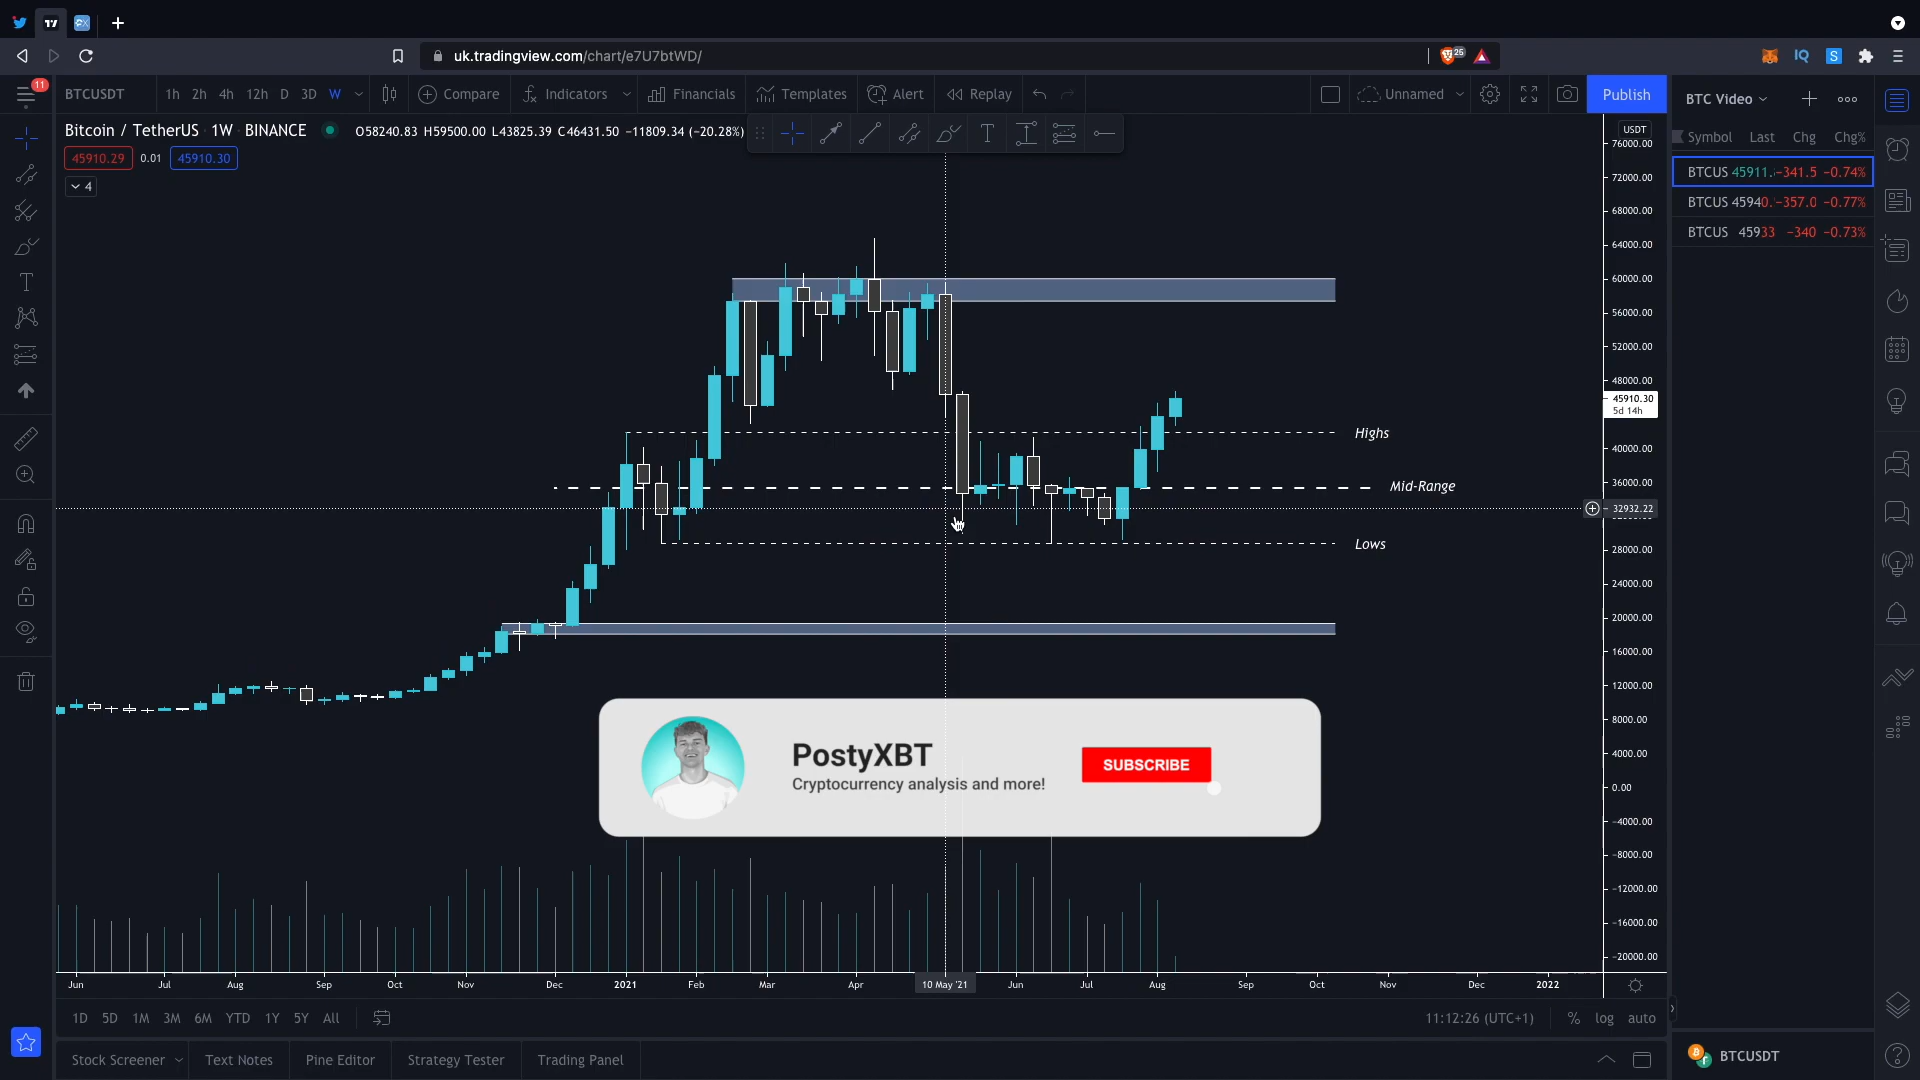 25
uk.tradingview.com/chart/e7U7btWD/
IQ
S
11
BTCUSDT
1h 2h 4h 12h D 3D W
Compare
Indicators
Financials
Templates
Alert
Replay
Unnamed
Publish
BTC Video
Bitcoin / TetherUS 1W BINANCE
O58240.83 H59500.00 L43825.39 C46431.50 −11809.34 (−20.28%)
USDT
Symbol Last Chg Chg%
45910.29 0.01 45910.30
4
BTCUS 45911. −341.5 −0.74%
BTCUS 45940. −357.0 −0.77%
BTCUS 45933 −340 −0.73%
76000.00
72000.00
68000.00
64000.00
60000.00
56000.00
52000.00
48000.00
45910.30
5d 14h
40000.00
36000.00
32932.22
28000.00
24000.00
20000.00
16000.00
12000.00
8000.00
4000.00
0.00
−4000.00
−8000.00
−12000.00
−16000.00
−20000.00
Highs
Mid-Range
Lows
PostyXBT
Cryptocurrency analysis and more!
SUBSCRIBE
Jun Jul Aug Sep Oct Nov Dec 2021 Feb Mar Apr 10 May '21 Jun Jul Aug Sep Oct Nov Dec 2022
1D 5D 1M 3M 6M YTD 1Y 5Y All
11:12:26 (UTC+1) % log auto
Stock Screener Text Notes Pine Editor Strategy Tester Trading Panel
BTCUSDT